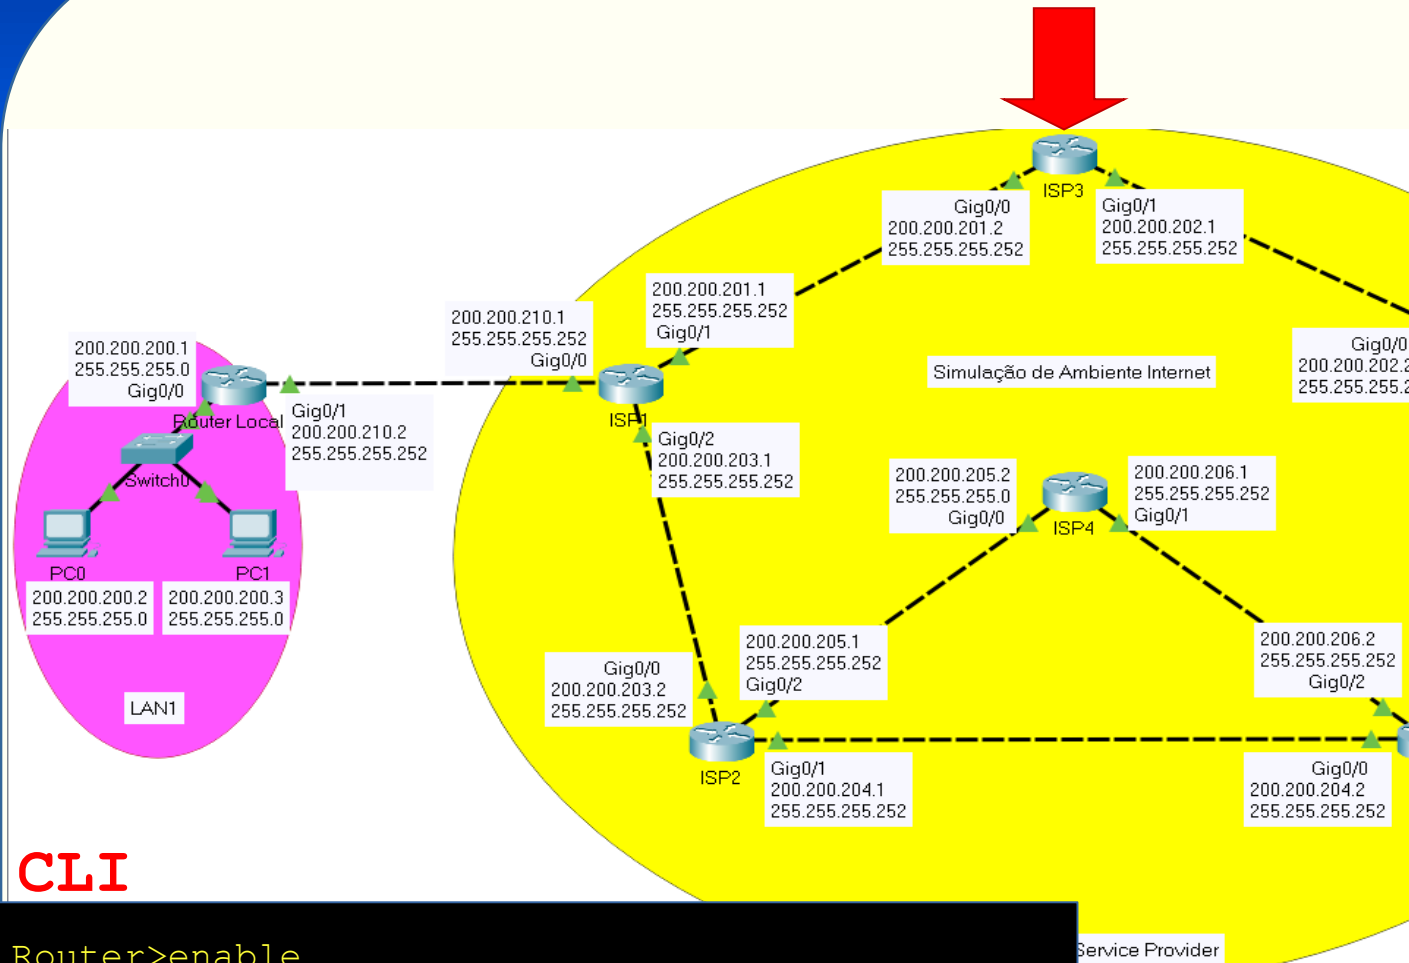 ISP3
Gig0/0
200.200.201.2
255.255.255.252
Gig0/1
200.200.202.1
255.255.255.252
200.200.201.1
255.255.255.252
Gig0/1
200.200.210.1
255.255.255.252
Gig0/0
200.200.200.1
255.255.255.0
Gig0/0
Gig0/0
200.200.202.2
255.255.255.2
Simulação de Ambiente Internet
Router Local
Gig0/1
200.200.210.2
255.255.255.252
ISP1
Gig0/2
200.200.203.1
255.255.255.252
Switch0
200.200.205.2
255.255.255.0
Gig0/0
ISP4
200.200.206.1
255.255.255.252
Gig0/1
PC0
200.200.200.2
255.255.255.0
PC1
200.200.200.3
255.255.255.0
LAN1
Gig0/0
200.200.203.2
255.255.255.252
200.200.205.1
255.255.255.252
Gig0/2
200.200.206.2
255.255.255.252
Gig0/2
ISP2
Gig0/1
200.200.204.1
255.255.255.252
Gig0/0
200.200.204.2
255.255.255.252
CLI
Router>enable
Service Provider